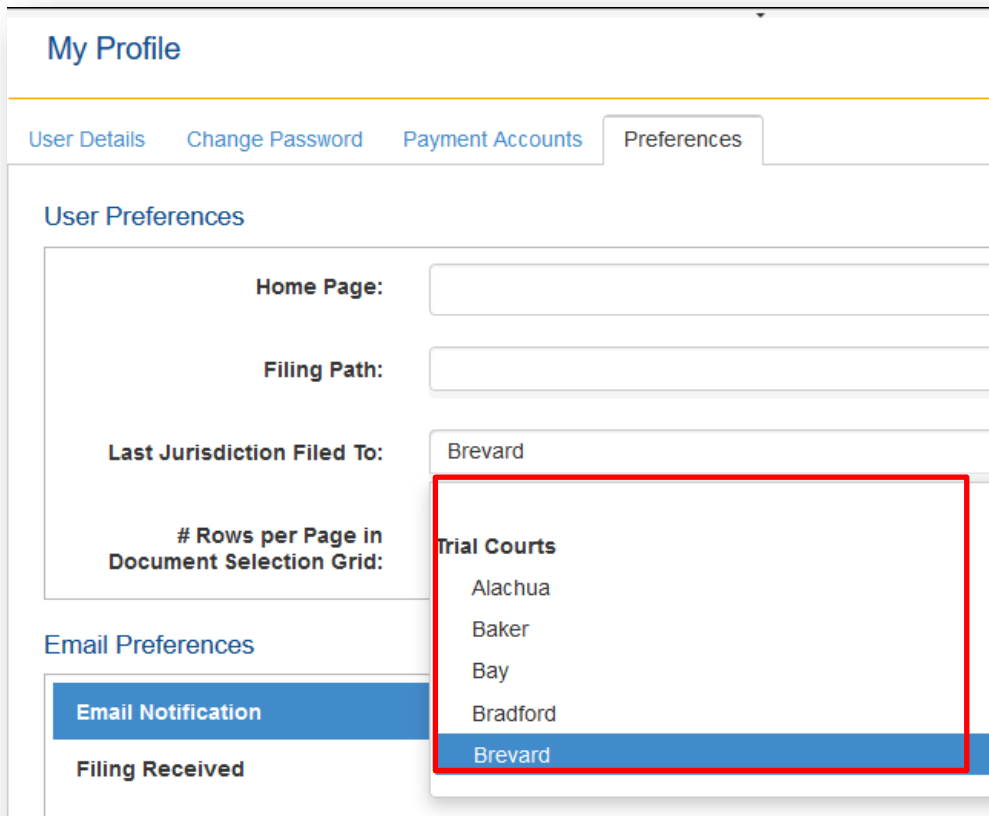 My Profile
User Details Change Password Payment Accounts Preferences
User Preferences
Home Page:
Filing Path:
Last Jurisdiction Filed To: Brevard
# Rows per Page in
Document Selection Grid:
Trial Courts
Alachua
Baker
Bay
Bradford
Brevard
Email Preferences
Email Notification
Filing Received